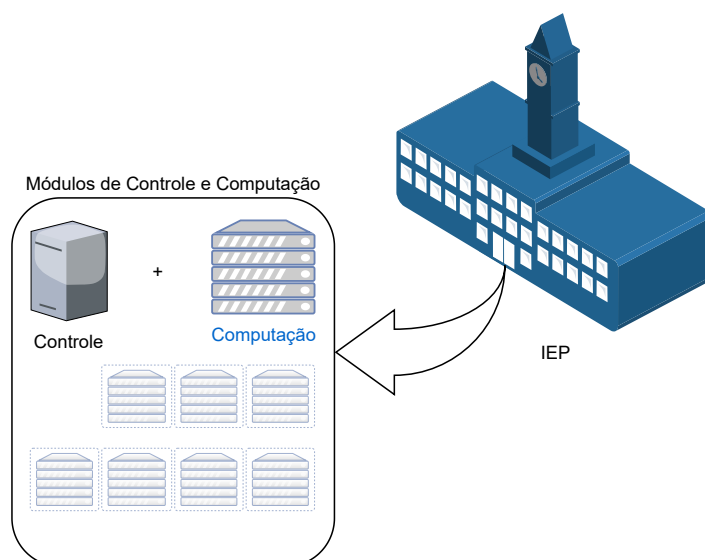 Módulos de Controle e Computação
+
Controle
Computação
IEP